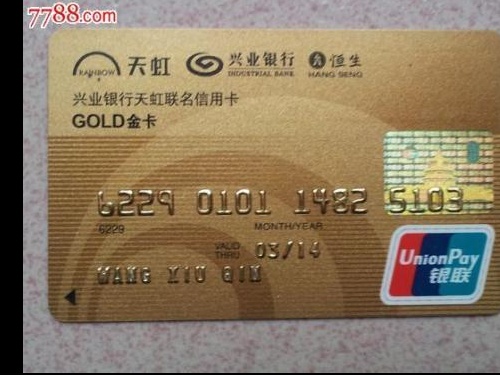 7788.com
RAINBOW 天虹 兴业银行 INDUSTRIAL BANK 恒生 HANG SENG
兴业银行天虹联名信用卡
GOLD金卡
6229 0101 1482 5103
6229 MONTH/YEAR
VALID THRU 03/14
WANG XIU QIN
UnionPay
银联